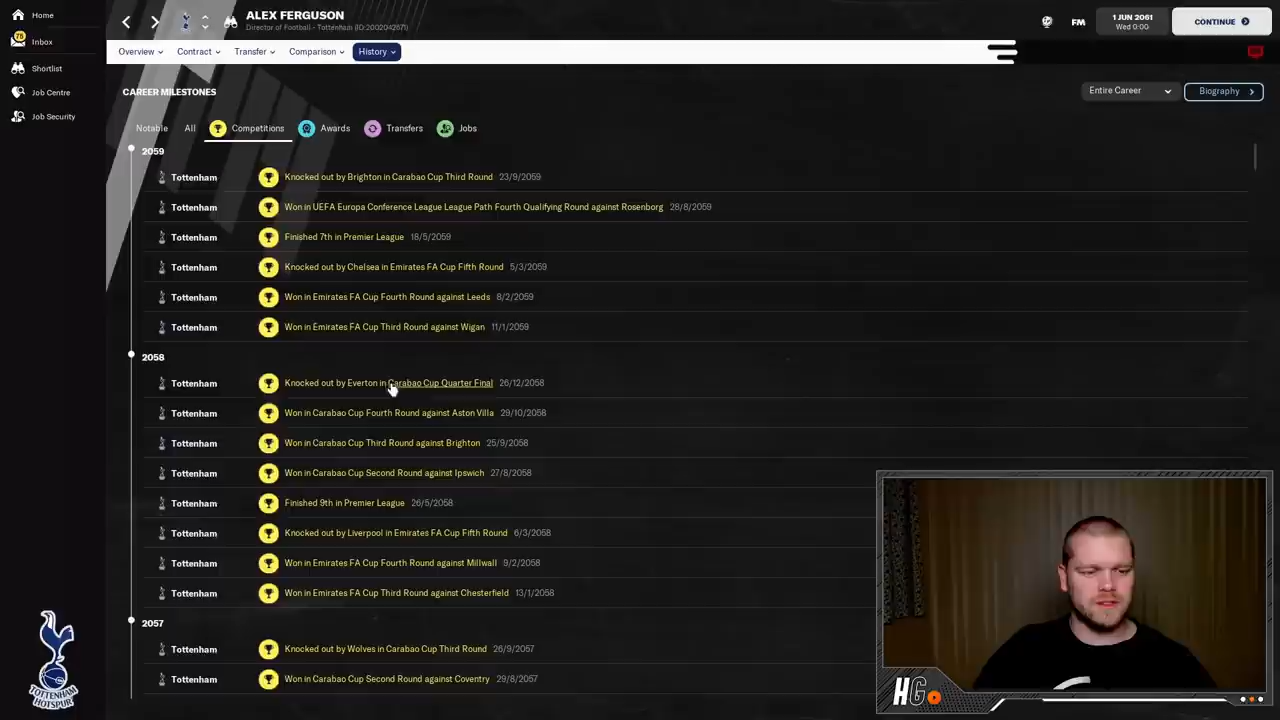 Home
75
Inbox
Shortlist
Job Centre
Job Security
ALEX FERGUSON
Director of Football - Tottenham (ID:2002042671)
FM
1 JUN 2061
Wed 0:00
CONTINUE
Overview
Contract
Transfer
Comparison
History
CAREER MILESTONES
Entire Career
Biography
Notable
All
Competitions
Awards
Transfers
Jobs
2059
Tottenham Knocked out by Brighton in Carabao Cup Third Round 23/9/2059
Tottenham Won in UEFA Europa Conference League League Path Fourth Qualifying Round against Rosenborg 28/8/2059
Tottenham Finished 7th in Premier League 18/5/2059
Tottenham Knocked out by Chelsea in Emirates FA Cup Fifth Round 5/3/2059
Tottenham Won in Emirates FA Cup Fourth Round against Leeds 8/2/2059
Tottenham Won in Emirates FA Cup Third Round against Wigan 11/1/2059
2058
Tottenham Knocked out by Everton in Carabao Cup Quarter Final 26/12/2058
Tottenham Won in Carabao Cup Fourth Round against Aston Villa 29/10/2058
Tottenham Won in Carabao Cup Third Round against Brighton 25/9/2058
Tottenham Won in Carabao Cup Second Round against Ipswich 27/8/2058
Tottenham Finished 9th in Premier League 26/5/2058
Tottenham Knocked out by Liverpool in Emirates FA Cup Fifth Round 6/3/2058
Tottenham Won in Emirates FA Cup Fourth Round against Millwall 9/2/2058
Tottenham Won in Emirates FA Cup Third Round against Chesterfield 13/1/2058
2057
Tottenham Knocked out by Wolves in Carabao Cup Third Round 26/9/2057
Tottenham Won in Carabao Cup Second Round against Coventry 29/8/2057
TOTTENHAM
HOTSPUR
HG